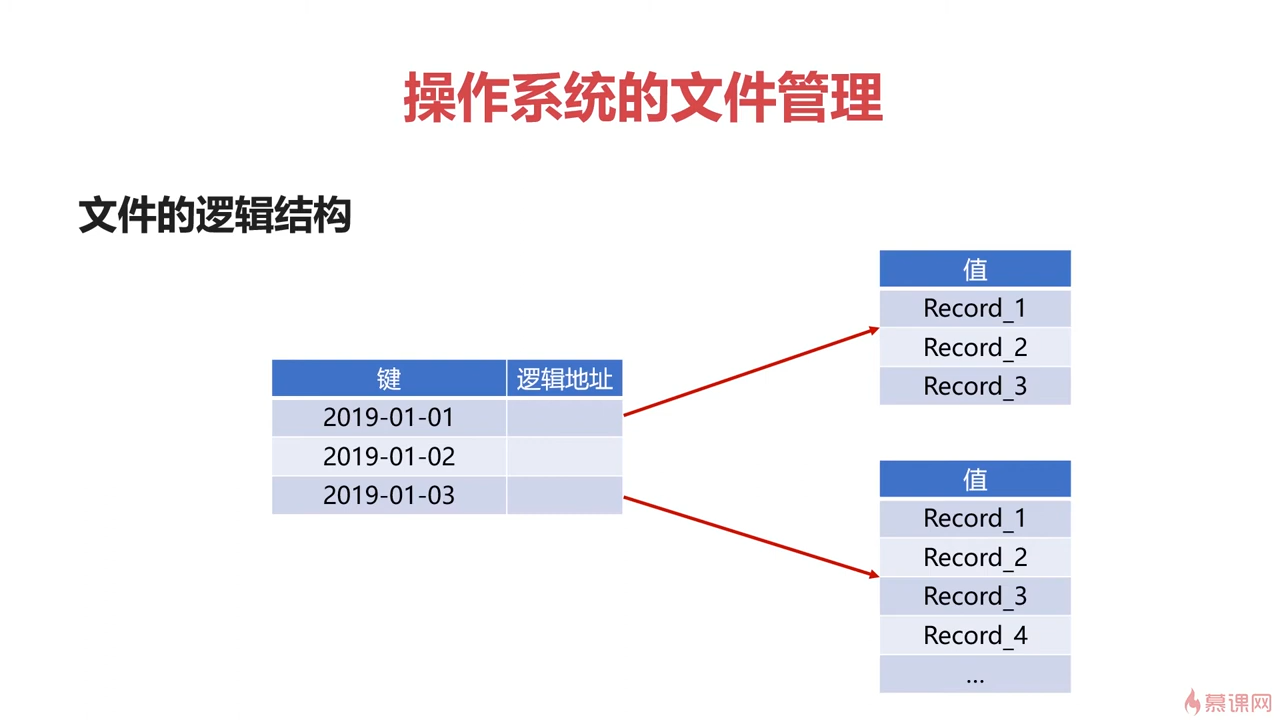 操作系统的文件管理
文件的逻辑结构
键 逻辑地址
2019-01-01
2019-01-02
2019-01-03
值
Record_1
Record_2
Record_3
值
Record_1
Record_2
Record_3
Record_4
...
慕课网